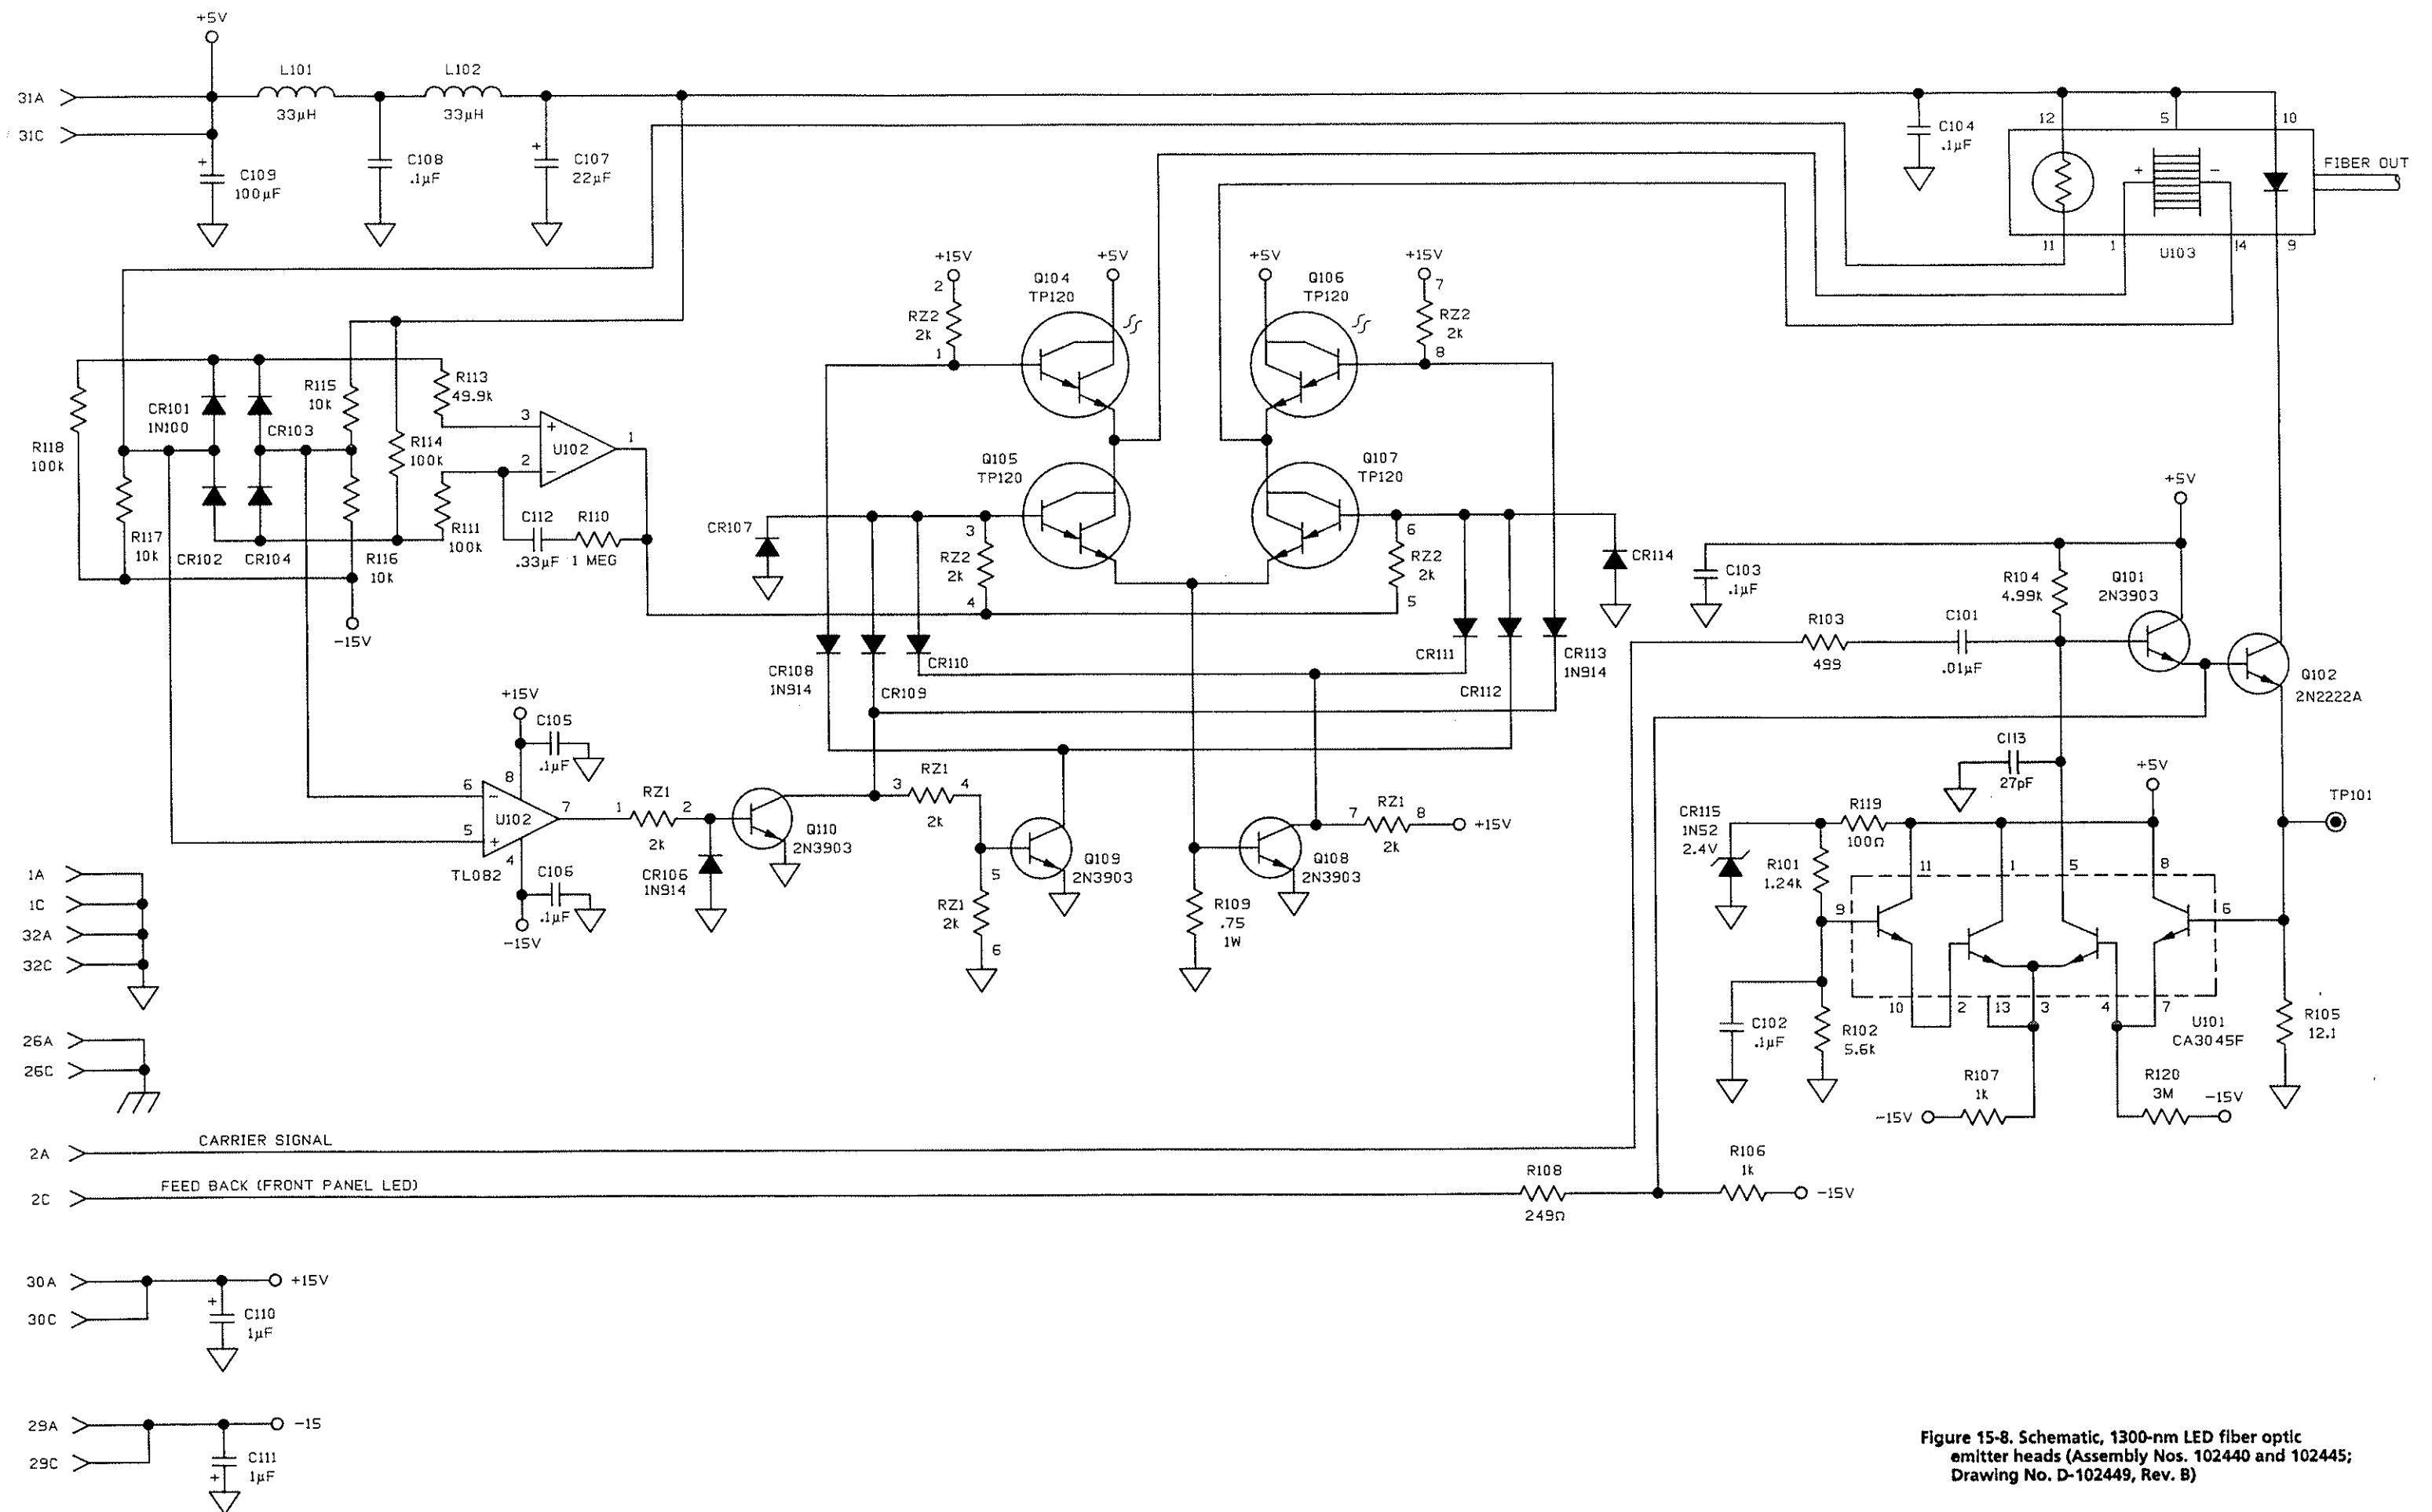 +5V
31A
31C
L101
33µH
L102
33µH
C109
100µF
C108
.1µF
C107
22µF
C104
.1µF
12
5
10
+
-
11
1
14
9
U103
FIBER OUT
+15V
2
RZ2
2k
1
Q104
TP120
+5V
+5V
Q106
TP120
+15V
7
RZ2
2k
8
R118
100k
CR101
1N100
CR103
R115
10k
R114
100k
R113
49.9k
3
+
U102
1
2
−
R117
10k
CR102
CR104
R116
10k
R111
100k
C112
.33µF
R110
1 MEG
-15V
Q105
TP120
Q107
TP120
CR107
3
RZ2
2k
4
6
RZ2
2k
5
CR114
CR108
1N914
CR109
CR110
CR111
CR112
CR113
1N914
+5V
C103
.1µF
R104
4.99k
Q101
2N3903
R103
499
C101
.01µF
Q102
2N2222A
+15V
C105
.1µF
8
6
−
U102
7
5
+
4
TL082
C106
.1µF
-15V
1
RZ1
2k
2
CR106
1N914
Q110
2N3903
3
RZ1
2k
4
5
RZ1
2k
6
Q109
2N3903
R109
.75
1W
Q108
2N3903
7
RZ1
2k
8
+15V
C113
27pF
+5V
TP101
CR115
1N52
2.4V
R119
100Ω
R101
1.24k
11
1
5
8
9
6
10
2
13
3
4
7
U101
CA3045F
C102
.1µF
R102
5.6k
R105
12.1
R107
1k
-15V
R120
3M
-15V
1A
1C
32A
32C
26A
26C
2A
CARRIER SIGNAL
2C
FEED BACK (FRONT PANEL LED)
R108
249Ω
R106
1k
-15V
30A
30C
+15V
+
C110
1µF
29A
29C
-15
C111
1µF
+
Figure 15-8. Schematic, 1300-nm LED fiber optic
emitter heads (Assembly Nos. 102440 and 102445;
Drawing No. D-102449, Rev. B)